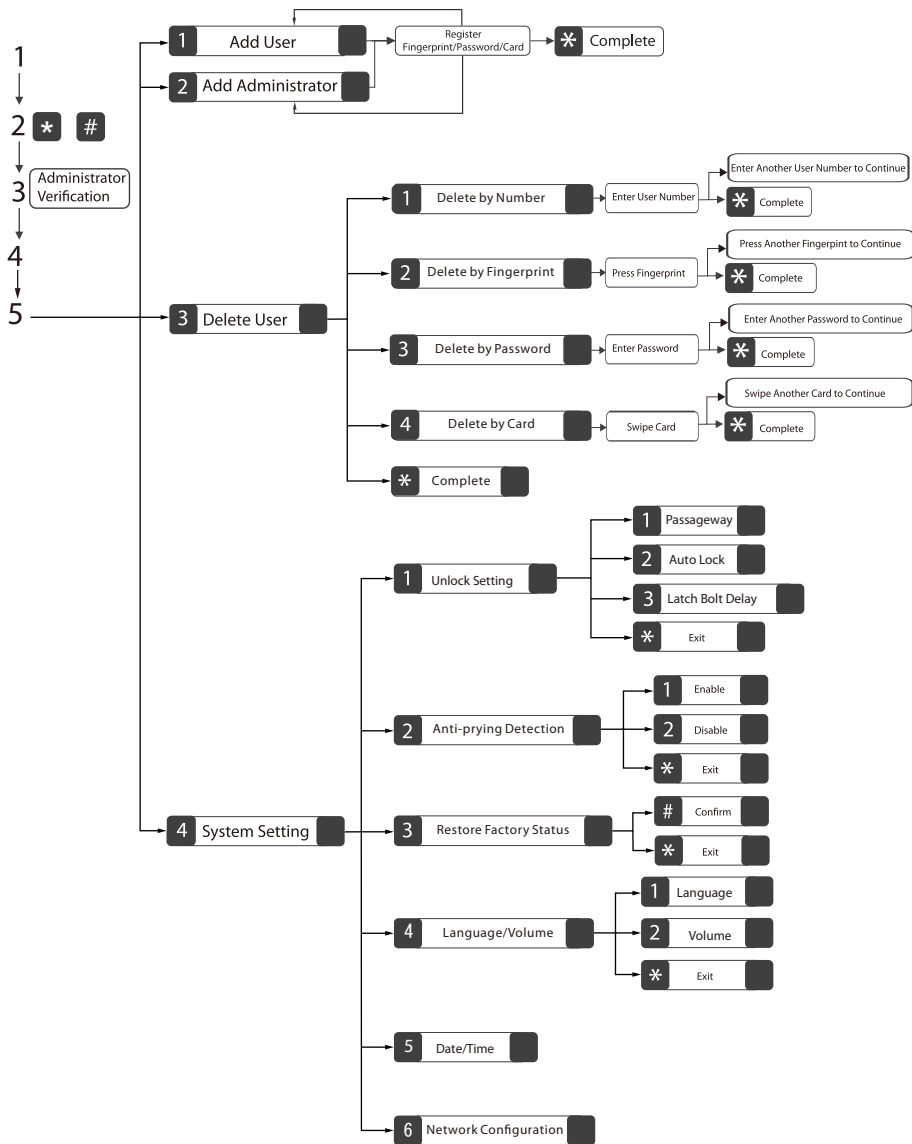 1
2 * #
3 Administrator
Verification
4
5
1 Add User
2 Add Administrator
Register
Fingerprint/Password/Card
* Complete
3 Delete User
1 Delete by Number
Enter User Number
Enter Another User Number to Continue
* Complete
2 Delete by Fingerprint
Press Fingerprint
Press Another Fingerpint to Continue
* Complete
3 Delete by Password
Enter Password
Enter Another Password to Continue
* Complete
4 Delete by Card
Swipe Card
Swipe Another Card to Continue
* Complete
* Complete
4 System Setting
1 Unlock Setting
1 Passageway
2 Auto Lock
3 Latch Bolt Delay
* Exit
2 Anti-prying Detection
1 Enable
2 Disable
* Exit
3 Restore Factory Status
# Confirm
* Exit
4 Language/Volume
1 Language
2 Volume
* Exit
5 Date/Time
6 Network Configuration